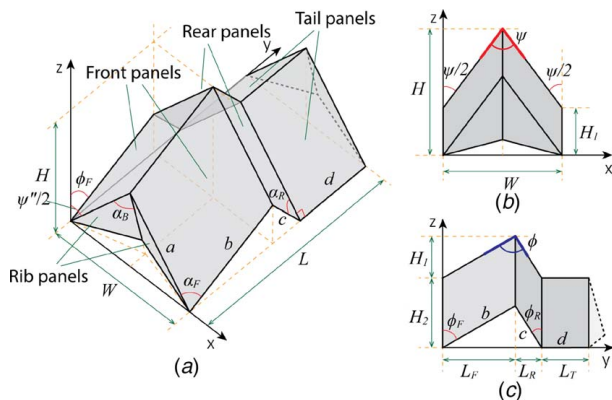 (a)
z
Front panels
Rear panels
y
Tail panels
H
ϕF
ψ"/2
αB
a
b
αR
c
d
L
W
αF
Rib panels
x
(a)
z
ψ
ψ/2
ψ/2
H
H1
W
x
(b)
z
H1
H2
ϕ
ϕF
b
ϕR
c
d
y
LF
LR
LT
(c)